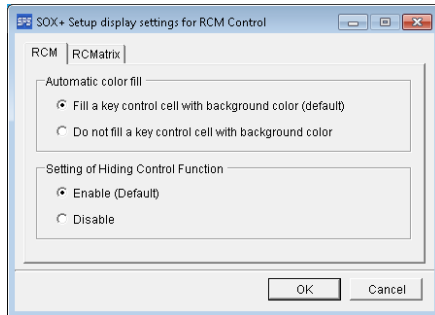 SPS SOX+ Setup display settings for RCM Control
RCM RCMatrix
Automatic color fill
Fill a key control cell with background color (default)
Do not fill a key control cell with background color
Setting of Hiding Control Function
Enable (Default)
Disable
OK Cancel